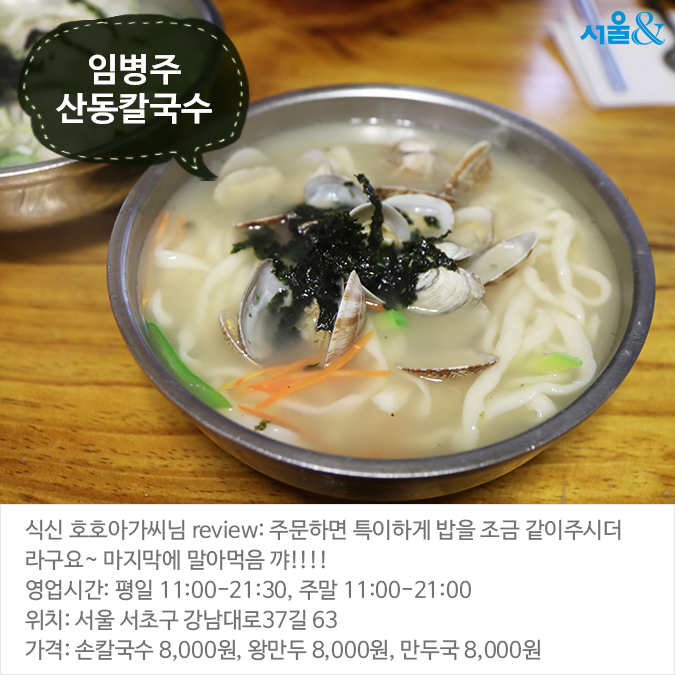 서울&
임병주
산동칼국수
식신 호호아가씨님 review: 주문하면 특이하게 밥을 조금 같이주시더
라구요~ 마지막에 말아먹음 꺄!!!!
영업시간: 평일 11:00-21:30, 주말 11:00-21:00
위치: 서울 서초구 강남대로37길 63
가격: 손칼국수 8,000원, 왕만두 8,000원, 만두국 8,000원